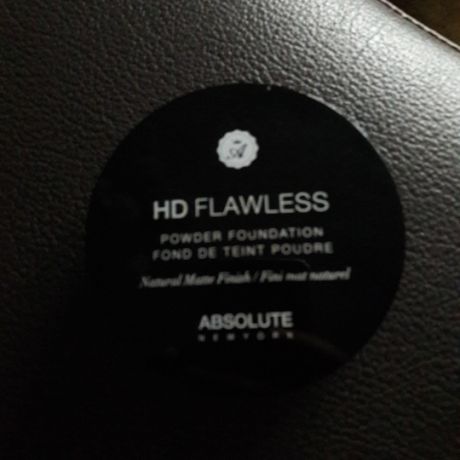 A
HD FLAWLESS
POWDER FOUNDATION
FOND DE TEINT POUDRE
Natural Matte Finish / Fini mat naturel
ABSOLUTE
NEW YORK